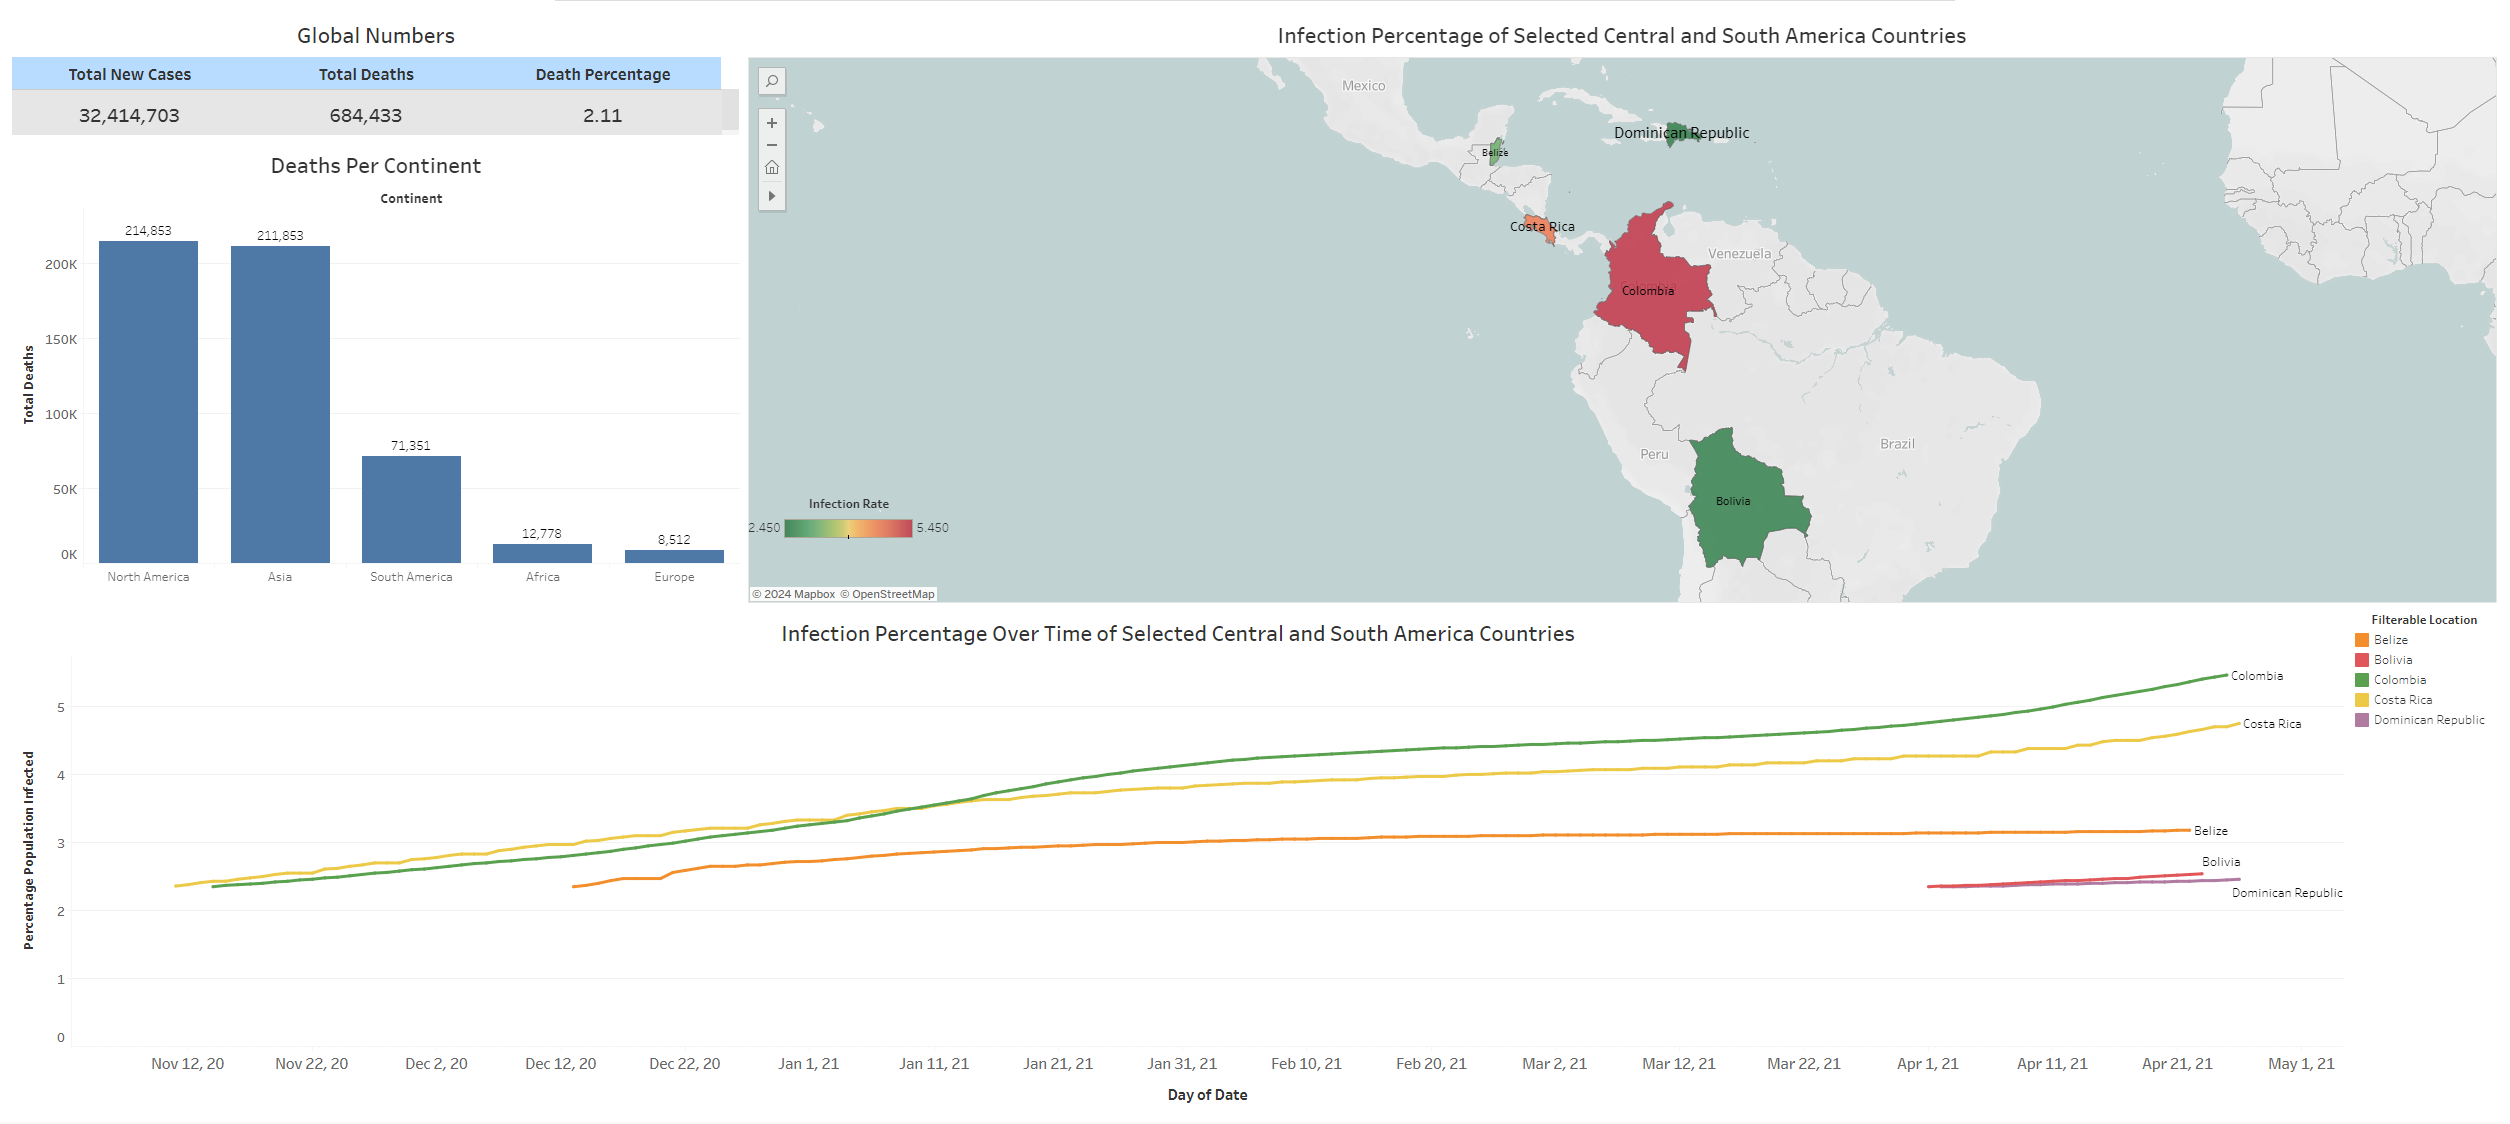 Global Numbers
Total New Cases Total Deaths Death Percentage
32,414,703 684,433 2.11
Deaths Per Continent
Continent
Total Deaths
200K
150K
100K
50K
0K
214,853
211,853
71,351
12,778
8,512
North America Asia South America Africa Europe
Infection Percentage of Selected Central and South America Countries
Mexico
Dominican Republic
Belize
Costa Rica
Venezuela
Colombia
Brazil
Peru
Bolivia
Infection Rate
2.450 5.450
© 2024 Mapbox © OpenStreetMap
Infection Percentage Over Time of Selected Central and South America Countries
Filterable Location
Belize
Bolivia
Colombia
Costa Rica
Dominican Republic
Percentage Population Infected
5
4
3
2
1
0
Colombia
Costa Rica
Belize
Bolivia
Dominican Republic
Nov 12, 20 Nov 22, 20 Dec 2, 20 Dec 12, 20 Dec 22, 20 Jan 1, 21 Jan 11, 21 Jan 21, 21 Jan 31, 21 Feb 10, 21 Feb 20, 21 Mar 2, 21 Mar 12, 21 Mar 22, 21 Apr 1, 21 Apr 11, 21 Apr 21, 21 May 1, 21
Day of Date